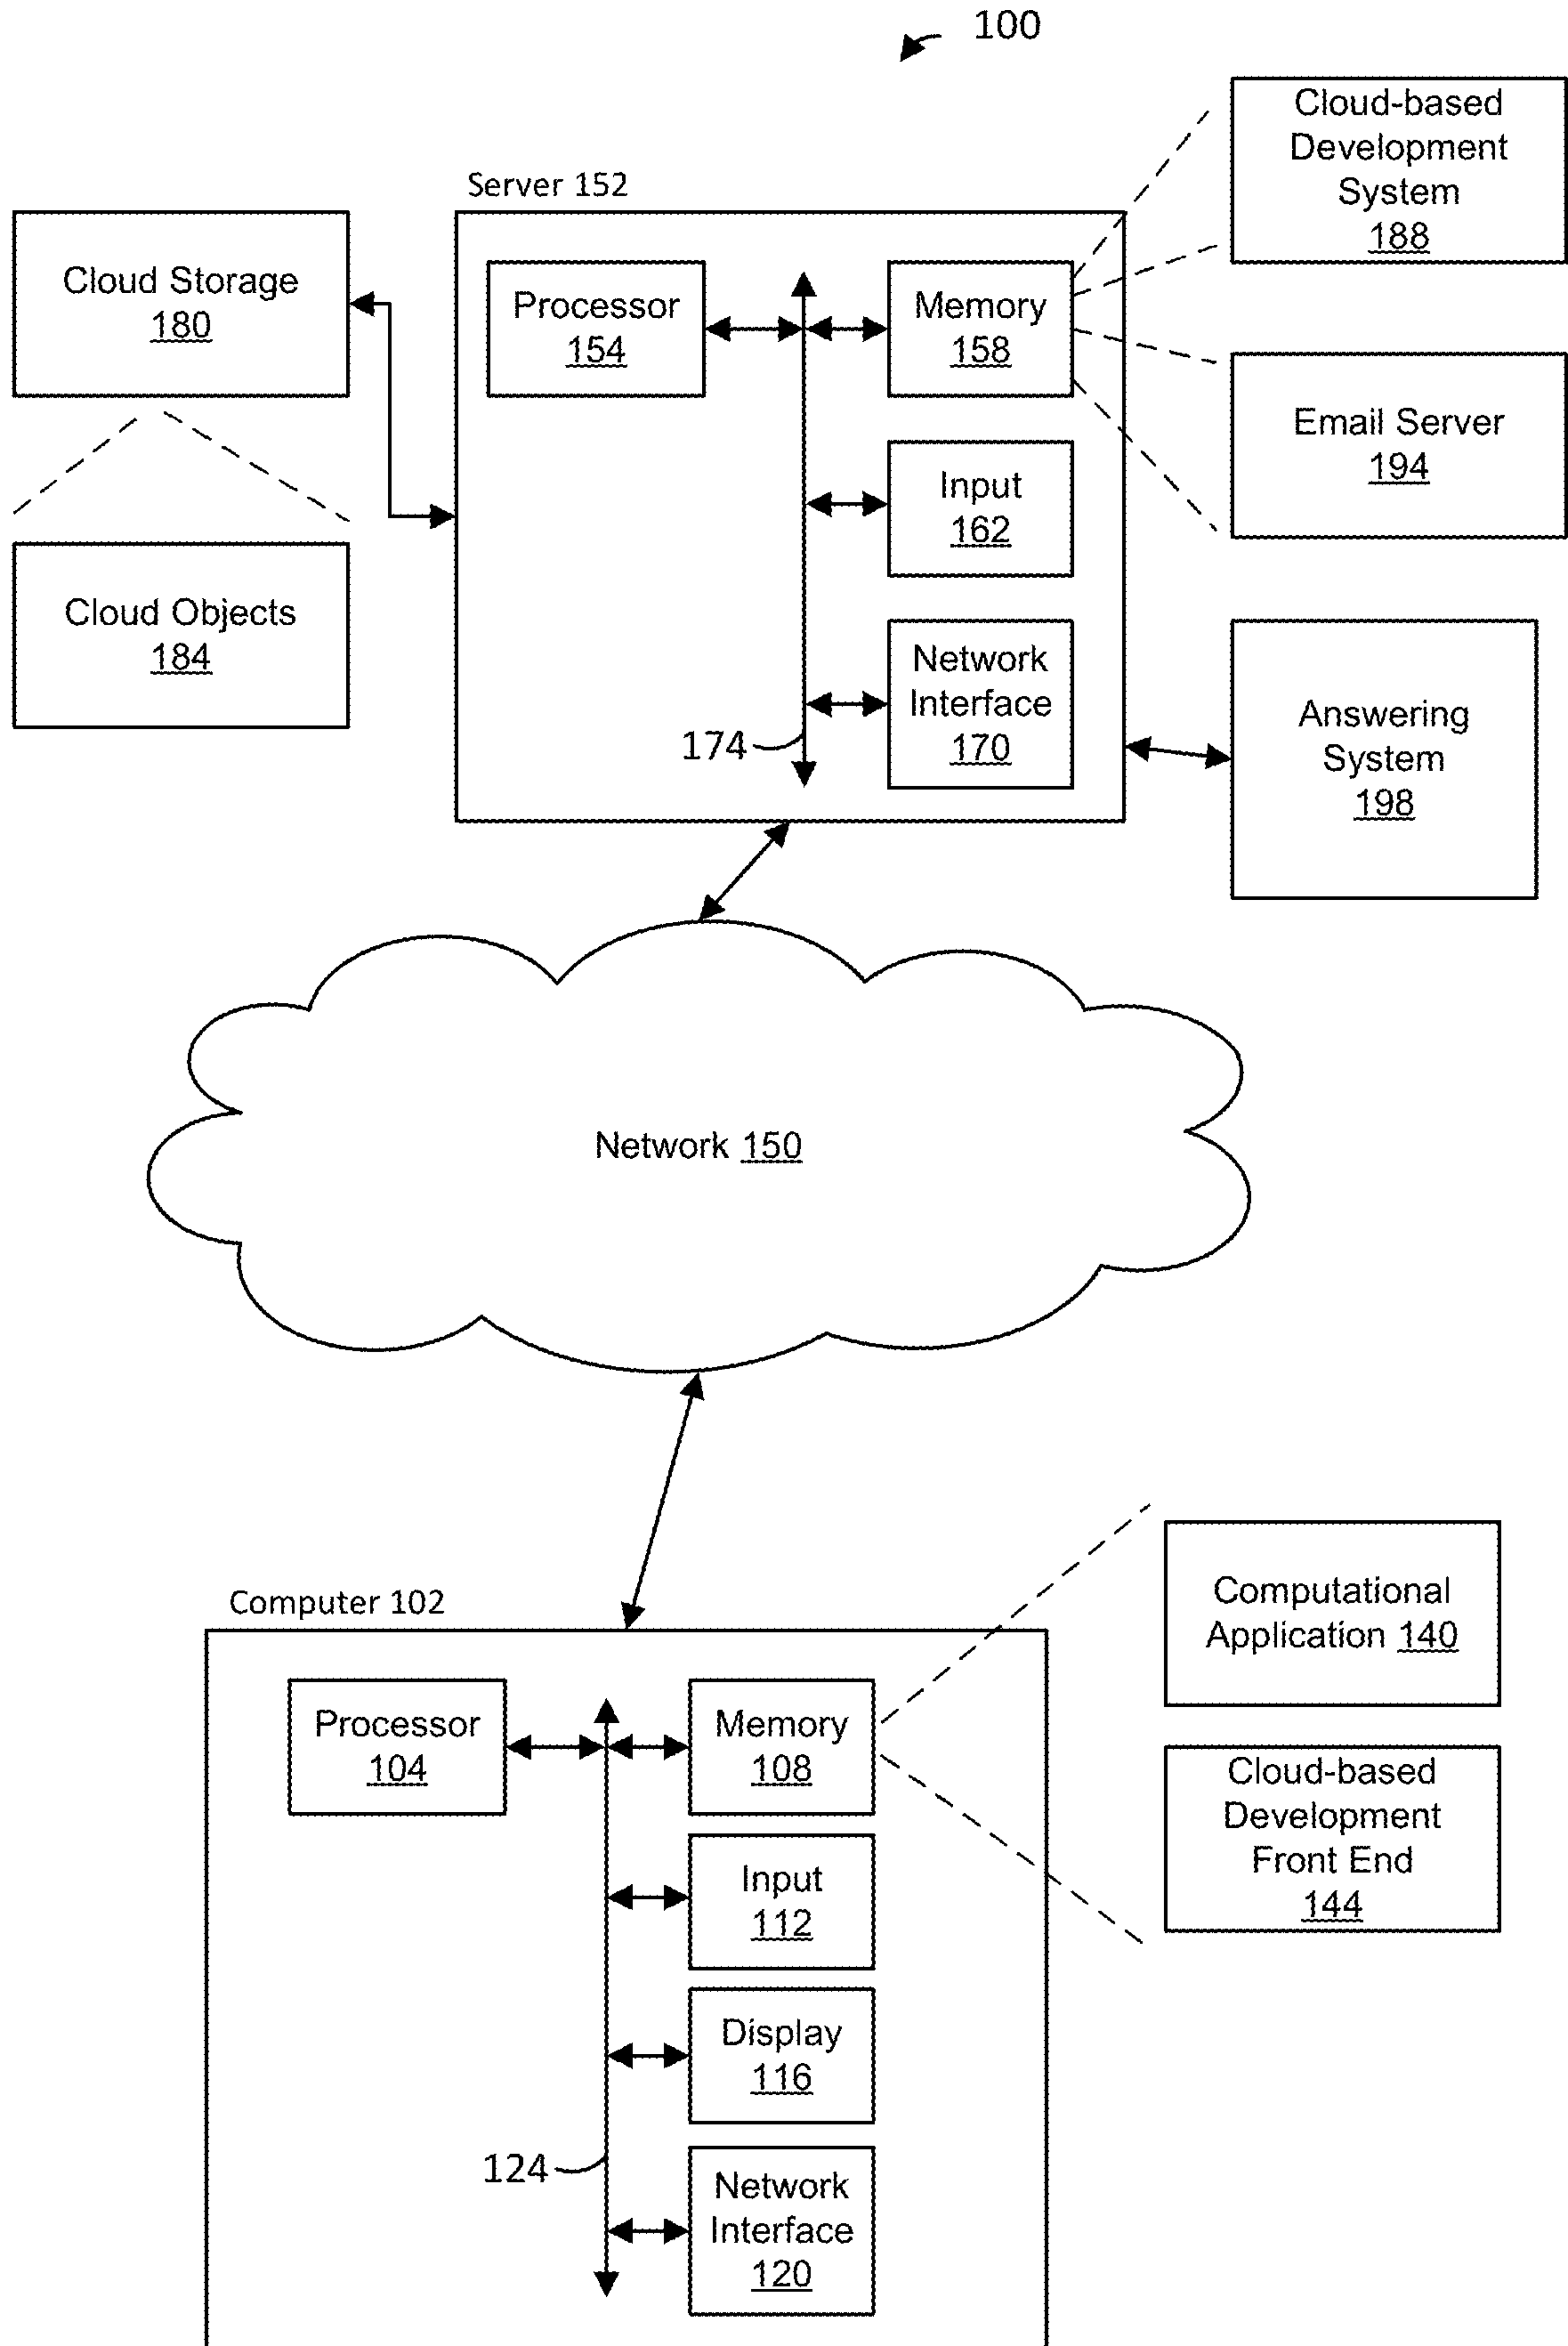 100
Cloud-based
Development
System
188
Server 152
Cloud Storage
180
Processor
154
Memory
158
Email Server
194
Input
162
Cloud Objects
184
Network
Interface
170
174
Answering
System
198
Network 150
Computer 102
Computational
Application 140
Processor
104
Memory
108
Cloud-based
Development
Front End
144
Input
112
Display
116
124
Network
Interface
120